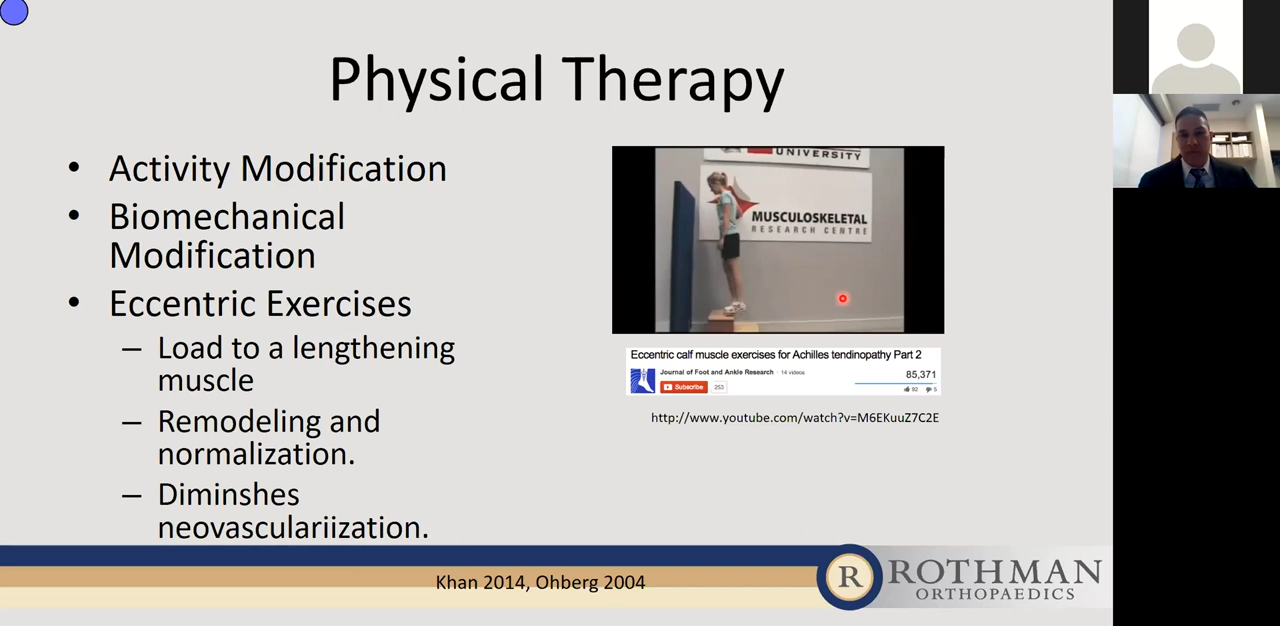 Physical Therapy
• Activity Modification
• Biomechanical
Modification
• Eccentric Exercises
– Load to a lengthening
muscle
– Remodeling and
normalization.
– Diminshes
neovasculariization.
UNIVERSITY
MUSCULOSKELETAL
RESEARCH CENTRE
Eccentric calf muscle exercises for Achilles tendinopathy Part 2
Journal of Foot and Ankle Research · 14 videos
Subscribe 253
85,371
92 5
http://www.youtube.com/watch?v=M6EKuuZ7C2E
Khan 2014, Ohberg 2004
R ROTHMAN
ORTHOPAEDICS